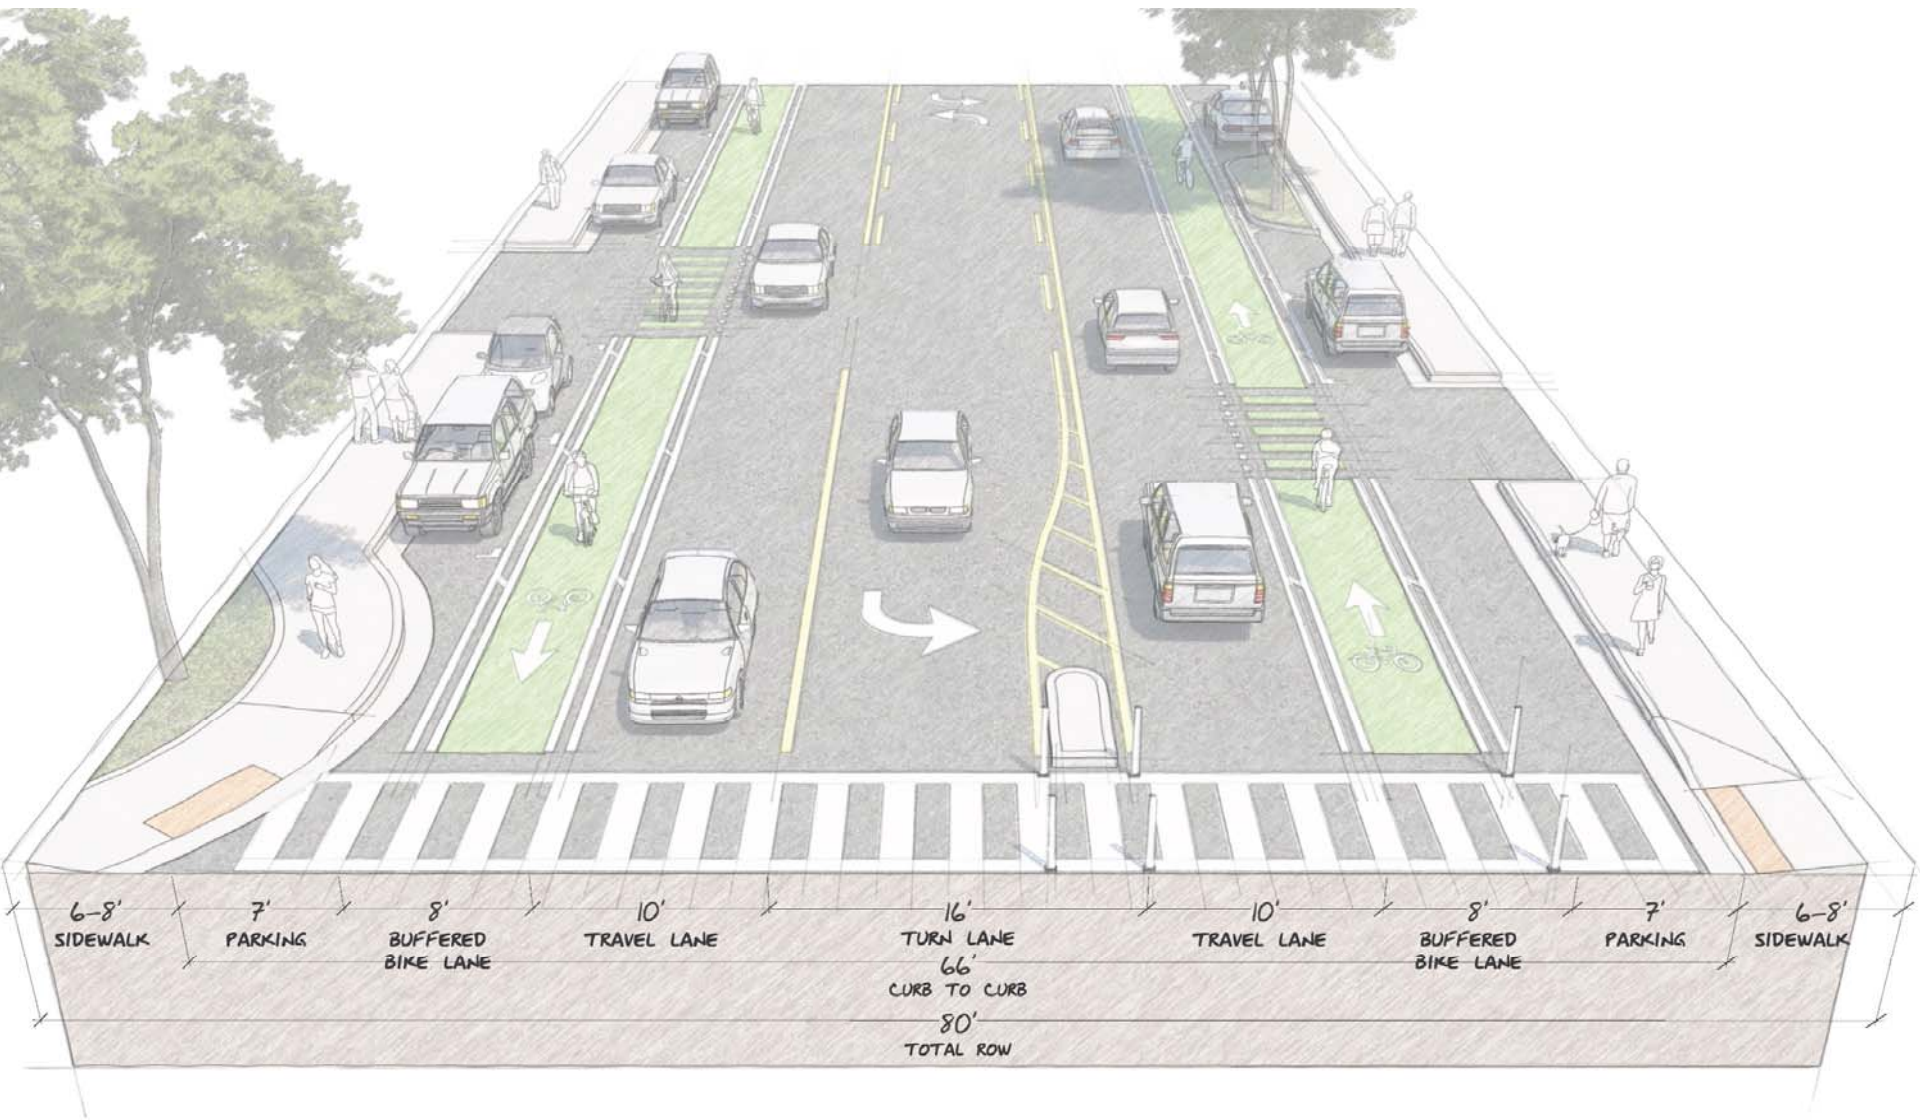 6-8'
SIDEWALK
7'
PARKING
8'
BUFFERED
BIKE LANE
10'
TRAVEL LANE
16'
TURN LANE
10'
TRAVEL LANE
8'
BUFFERED
BIKE LANE
7'
PARKING
6-8'
SIDEWALK
66'
CURB TO CURB
80'
TOTAL ROW